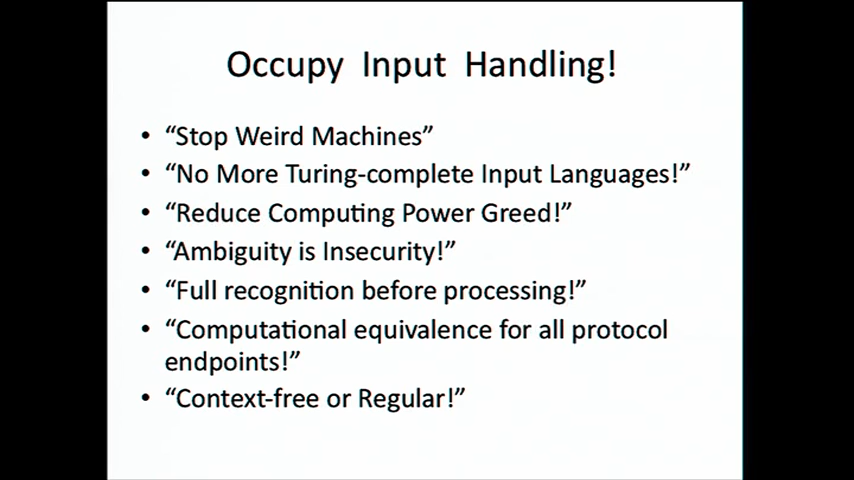 Occupy Input Handling!
• “Stop Weird Machines”
• “No More Turing-complete Input Languages!”
• “Reduce Computing Power Greed!”
• “Ambiguity is Insecurity!”
• “Full recognition before processing!”
• “Computational equivalence for all protocol
endpoints!”
• “Context-free or Regular!”